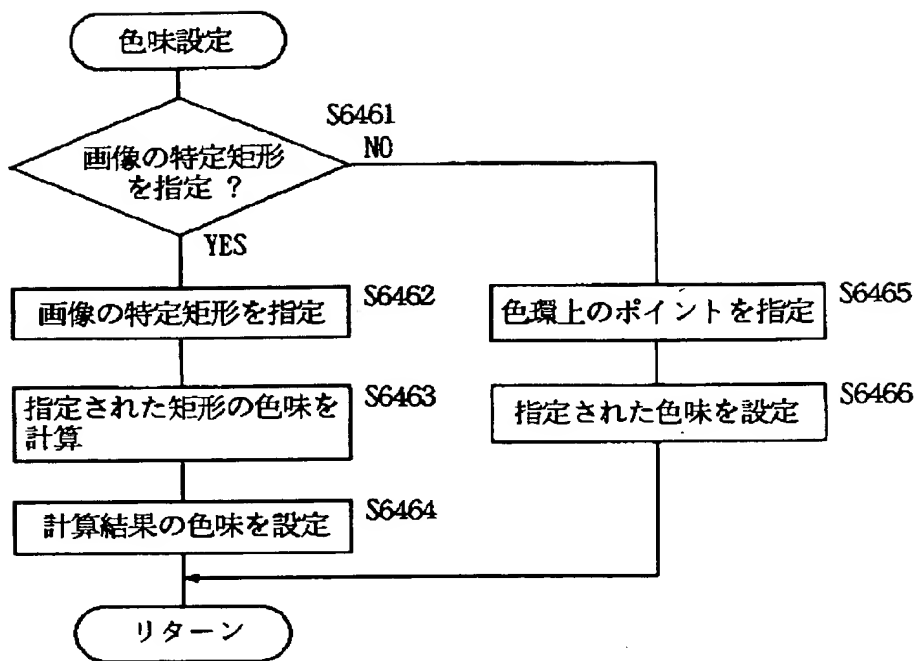 色味設定
S6461
画像の特定矩形
を指定 ?
NO
YES
画像の特定矩形を指定
S6462
指定された矩形の色味を
計算
S6463
計算結果の色味を設定
S6464
色環上のポイントを指定
S6465
指定された色味を設定
S6466
リターン